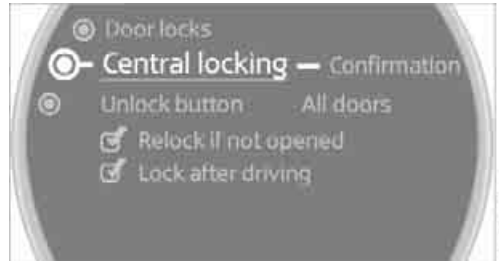 Door locks
Central locking – Confirmation
Unlock button All doors
Relock if not opened
Lock after driving